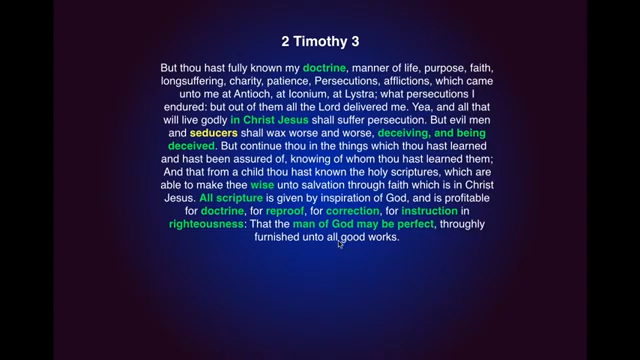 2 Timothy 3
But thou hast fully known my doctrine, manner of life, purpose, faith,
longsuffering, charity, patience, Persecutions, afflictions, which came
unto me at Antioch, at Iconium, at Lystra; what persecutions I
endured: but out of them all the Lord delivered me. Yea, and all that
will live godly in Christ Jesus shall suffer persecution. But evil men
and seducers shall wax worse and worse, deceiving, and being
deceived. But continue thou in the things which thou hast learned
and hast been assured of, knowing of whom thou hast learned them;
And that from a child thou hast known the holy scriptures, which are
able to make thee wise unto salvation through faith which is in Christ
Jesus. All scripture is given by inspiration of God, and is profitable
for doctrine, for reproof, for correction, for instruction in
righteousness: That the man of God may be perfect, throughly
furnished unto all good works.